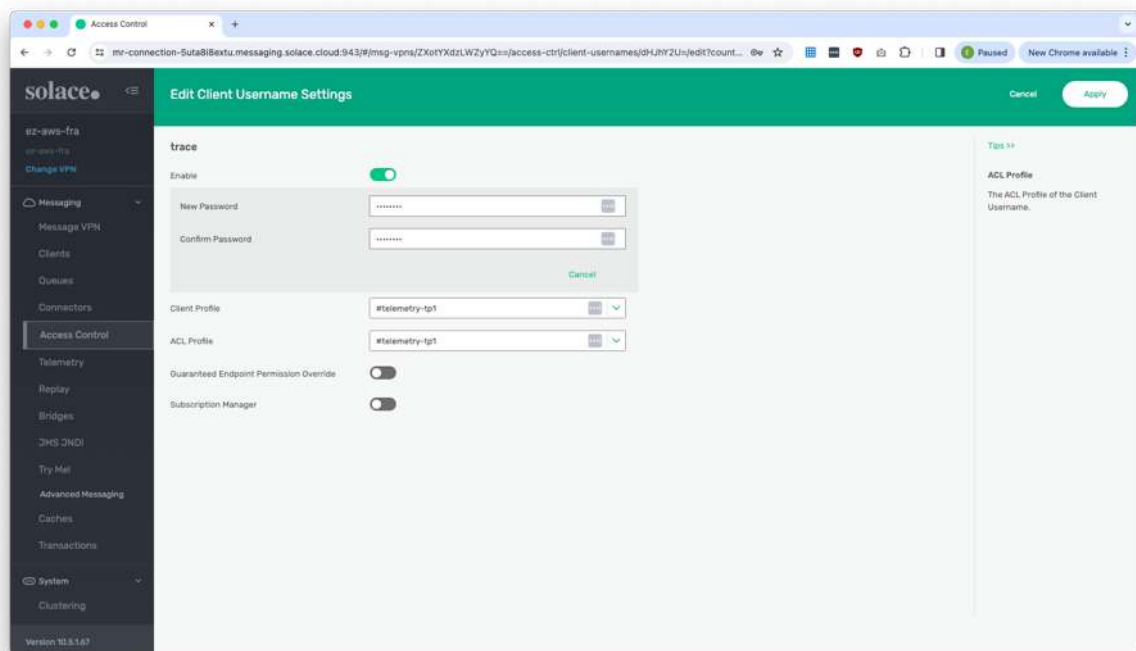 Access Control
mr-connection-5uta8l8extu.messaging.solace.cloud:943/#/msg-vpns/ZXotYXdzLWZyYQ==/access-ctrl/client-usernames/dHJhY2U=/edit?count...
Paused
New Chrome available
solace
Edit Client Username Settings
Cancel
Apply
ez-aws-fra
ez-aws-fra
Change VPN
trace
Tips >>
Enable
ACL Profile
The ACL Profile of the Client
Username.
Messaging
New Password
........
Message VPN
Confirm Password
........
Clients
Queues
Cancel
Connectors
Client Profile
#telemetry-tp1
Access Control
ACL Profile
#telemetry-tp1
Telemetry
Guaranteed Endpoint Permission Override
Replay
Subscription Manager
Bridges
JMS JNDI
Try Me!
Advanced Messaging
Caches
Transactions
System
Clustering
Version 10.5.1.67